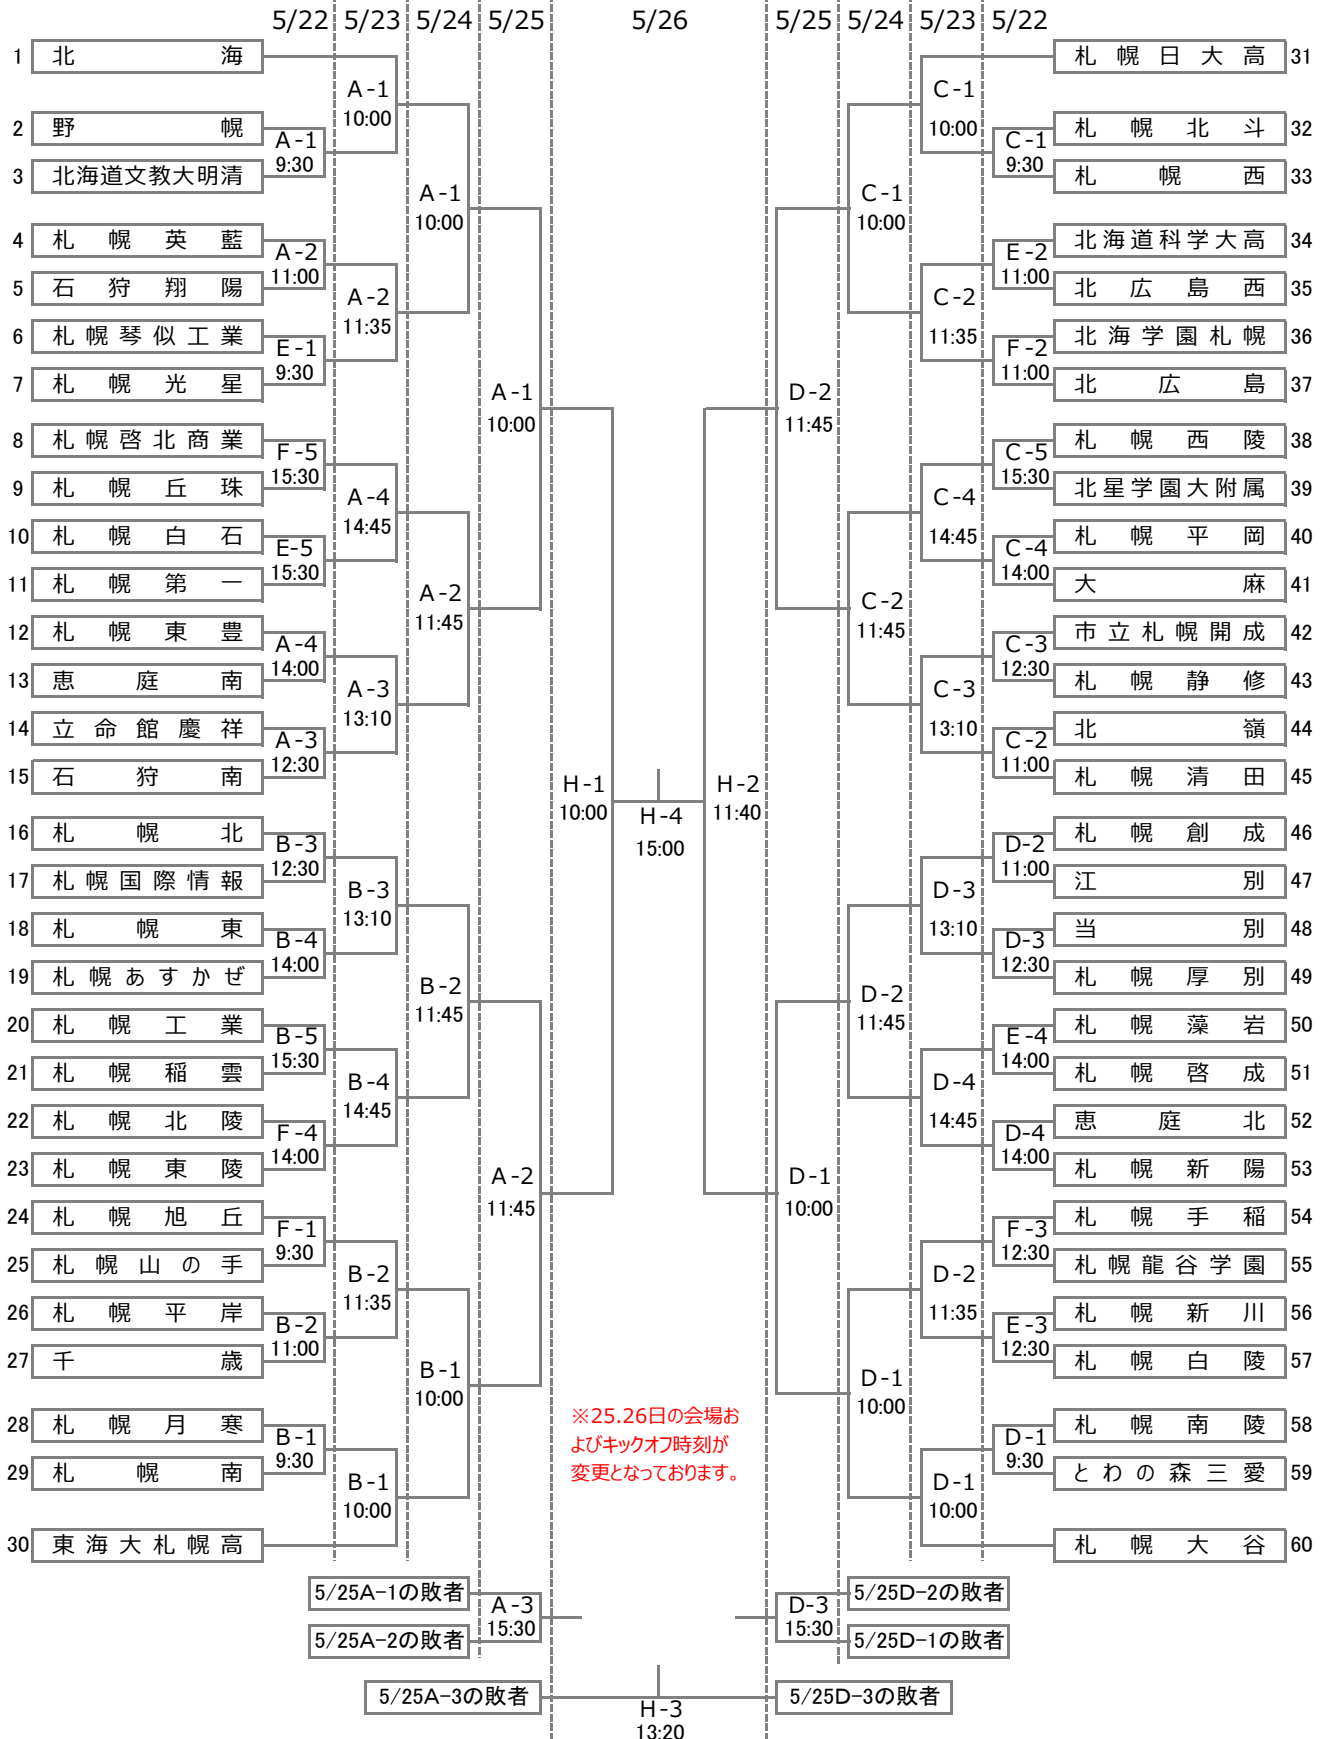 5/22 5/23 5/24 5/25 5/26 5/25 5/24 5/23 5/22
1 北海
A-1
10:00
2 野幌
A-1
9:30
3 北海道文教大明清
A-1
10:00
4 札幌英藍
A-2
11:00
5 石狩翔陽
A-2
11:35
6 札幌琴似工業
E-1
9:30
7 札幌光星
A-1
10:00
8 札幌啓北商業
F-5
15:30
9 札幌丘珠
A-4
14:45
10 札幌白石
E-5
15:30
11 札幌第一
A-2
11:45
12 札幌東豊
A-4
14:00
13 恵庭南
A-3
13:10
14 立命館慶祥
A-3
12:30
15 石狩南
H-1
10:00
16 札幌北
B-3
12:30
17 札幌国際情報
B-3
13:10
18 札幌東
B-4
14:00
19 札幌あすかぜ
B-2
11:45
20 札幌工業
B-5
15:30
21 札幌稲雲
B-4
14:45
22 札幌北陵
F-4
14:00
23 札幌東陵
A-2
11:45
24 札幌旭丘
F-1
9:30
25 札幌山の手
B-2
11:35
26 札幌平岸
B-2
11:00
27 千歳
B-1
10:00
28 札幌月寒
B-1
9:30
29 札幌南
B-1
10:00
30 東海大札幌高
H-4
15:00
※25.26日の会場お
よびキックオフ時刻が
変更となっております。
札幌日大高 31
C-1
10:00
札幌北斗 32
C-1
9:30
札幌西 33
C-1
10:00
北海道科学大高 34
E-2
11:00
北広島西 35
C-2
11:35
北海学園札幌 36
F-2
11:00
北広島 37
D-2
11:45
札幌西陵 38
C-5
15:30
北星学園大附属 39
C-4
14:45
札幌平岡 40
C-4
14:00
大麻 41
C-2
11:45
市立札幌開成 42
C-3
12:30
札幌静修 43
C-3
13:10
北嶺 44
C-2
11:00
札幌清田 45
H-2
11:40
札幌創成 46
D-2
11:00
江別 47
D-3
13:10
当別 48
D-3
12:30
札幌厚別 49
D-2
11:45
札幌藻岩 50
E-4
14:00
札幌啓成 51
D-4
14:45
恵庭北 52
D-4
14:00
札幌新陽 53
D-1
10:00
札幌手稲 54
F-3
12:30
札幌龍谷学園 55
D-2
11:35
札幌新川 56
E-3
12:30
札幌白陵 57
D-1
10:00
札幌南陵 58
D-1
9:30
とわの森三愛 59
D-1
10:00
札幌大谷 60
5/25A-1の敗者
A-3
15:30
5/25A-2の敗者
5/25D-2の敗者
D-3
15:30
5/25D-1の敗者
5/25A-3の敗者
5/25D-3の敗者
H-3
13:20